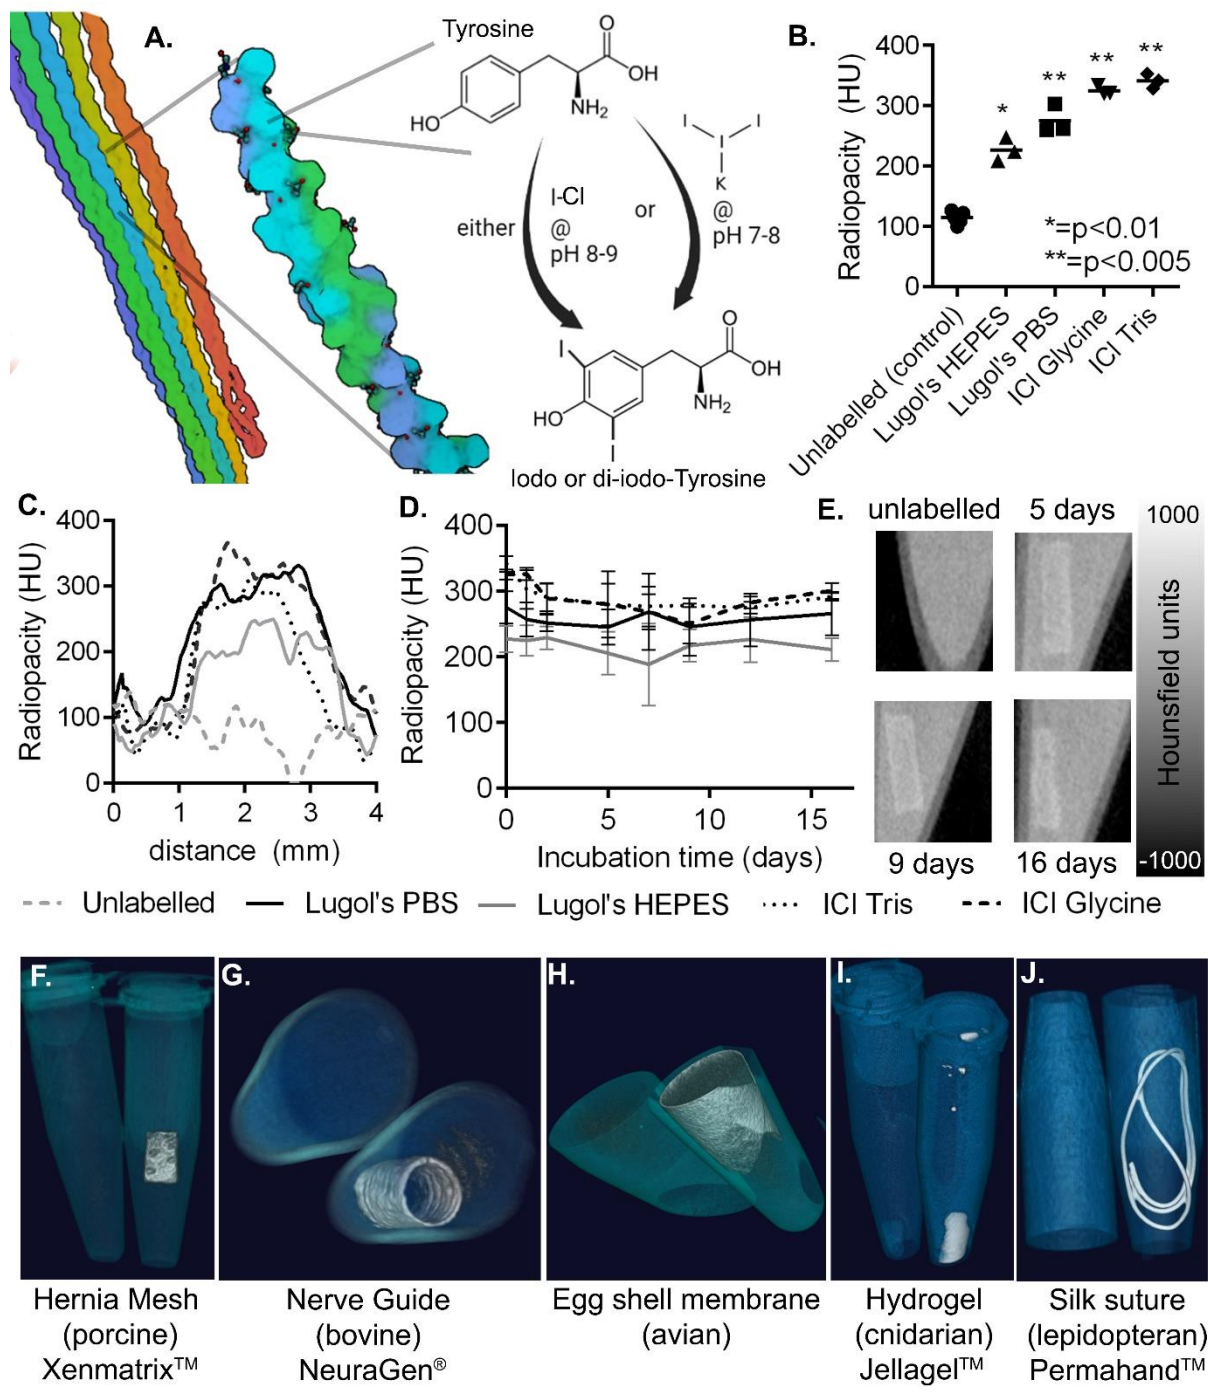 A.
Tyrosine
O
OH
NH₂
HO
I
I
I
K
either
I-Cl
@
pH 8-9
or
@
pH 7-8
I
O
OH
NH₂
HO
I
Iodo or di-iodo-Tyrosine
B.
Radiopacity (HU)
400
300
200
100
0
*
**
**
**
*=p<0.01
**=p<0.005
Unlabelled (control)
Lugol's HEPES
Lugol's PBS
ICl Glycine
ICl Tris
C.
Radiopacity (HU)
400
300
200
100
0
0 1 2 3 4
distance (mm)
D.
Radiopacity (HU)
400
300
200
100
0
0 5 10 15
Incubation time (days)
E.
unlabelled 5 days
9 days 16 days
1000
Hounsfield units
-1000
Unlabelled Lugol's PBS Lugol's HEPES ICl Tris ICl Glycine
F.
G.
H.
I.
J.
Hernia Mesh
(porcine)
Xenmatrix™
Nerve Guide
(bovine)
NeuraGen®
Egg shell membrane
(avian)
Hydrogel
(cnidarian)
Jellagel™
Silk suture
(lepidopteran)
Permahand™